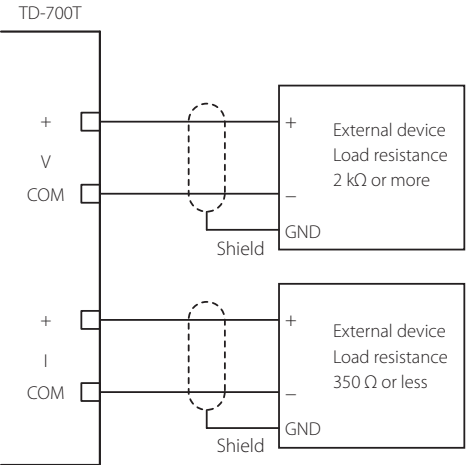 TD-700T
+
V
COM
+
−
GND
Shield
External device
Load resistance
2 kΩ or more
+
I
COM
+
−
GND
Shield
External device
Load resistance
350 Ω or less